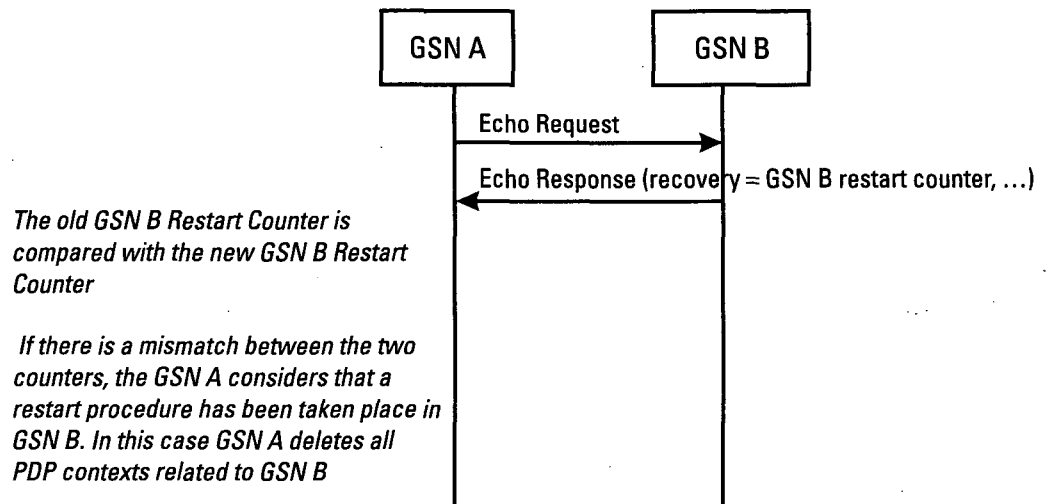 GSN A
GSN B
Echo Request
Echo Response (recovery = GSN B restart counter, ...)
The old GSN B Restart Counter is
compared with the new GSN B Restart
Counter
If there is a mismatch between the two
counters, the GSN A considers that a
restart procedure has been taken place in
GSN B. In this case GSN A deletes all
PDP contexts related to GSN B